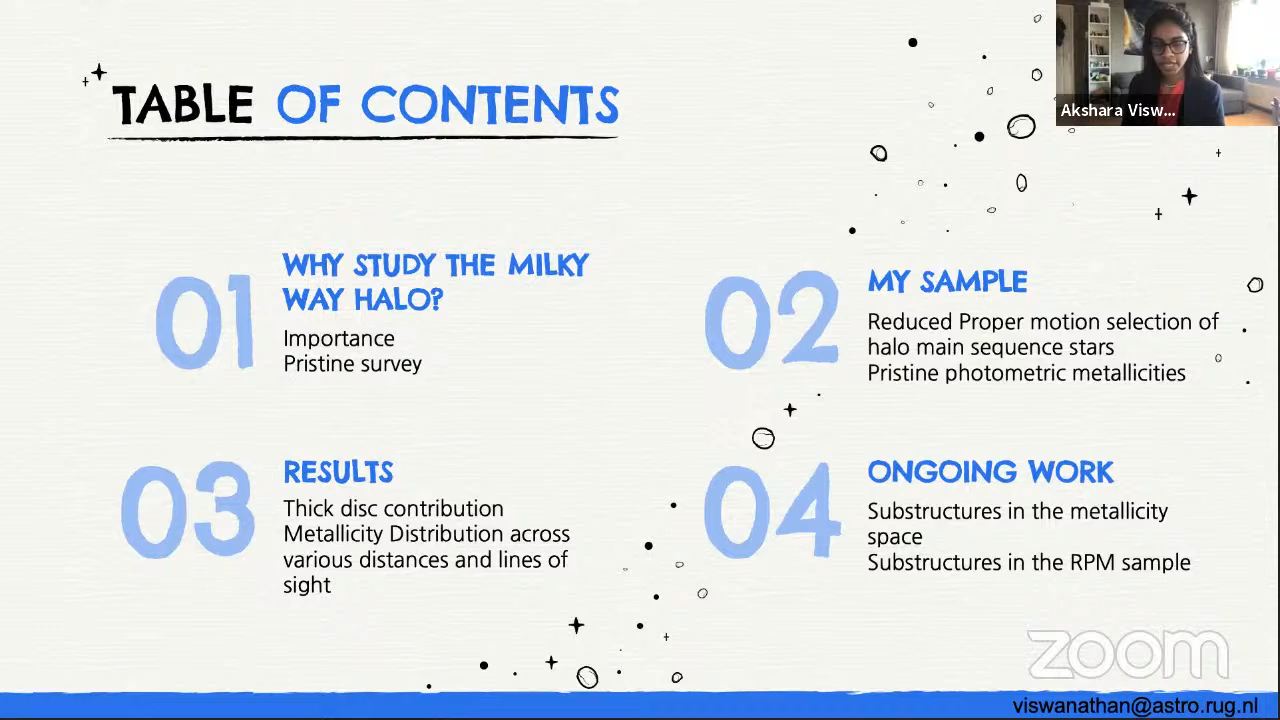 TABLE OF CONTENTS
Akshara Visw...
01
WHY STUDY THE MILKY
WAY HALO?
Importance
Pristine survey
02
MY SAMPLE
Reduced Proper motion selection of
halo main sequence stars
Pristine photometric metallicities
03
RESULTS
Thick disc contribution
Metallicity Distribution across
various distances and lines of
sight
04
ONGOING WORK
Substructures in the metallicity
space
Substructures in the RPM sample
zoom
viswanathan@astro.rug.nl